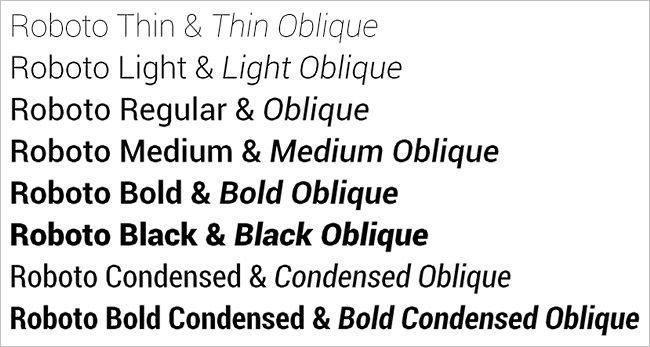 Roboto Thin & Thin Oblique
Roboto Light & Light Oblique
Roboto Regular & Oblique
Roboto Medium & Medium Oblique
Roboto Bold & Bold Oblique
Roboto Black & Black Oblique
Roboto Condensed & Condensed Oblique
Roboto Bold Condensed & Bold Condensed Oblique